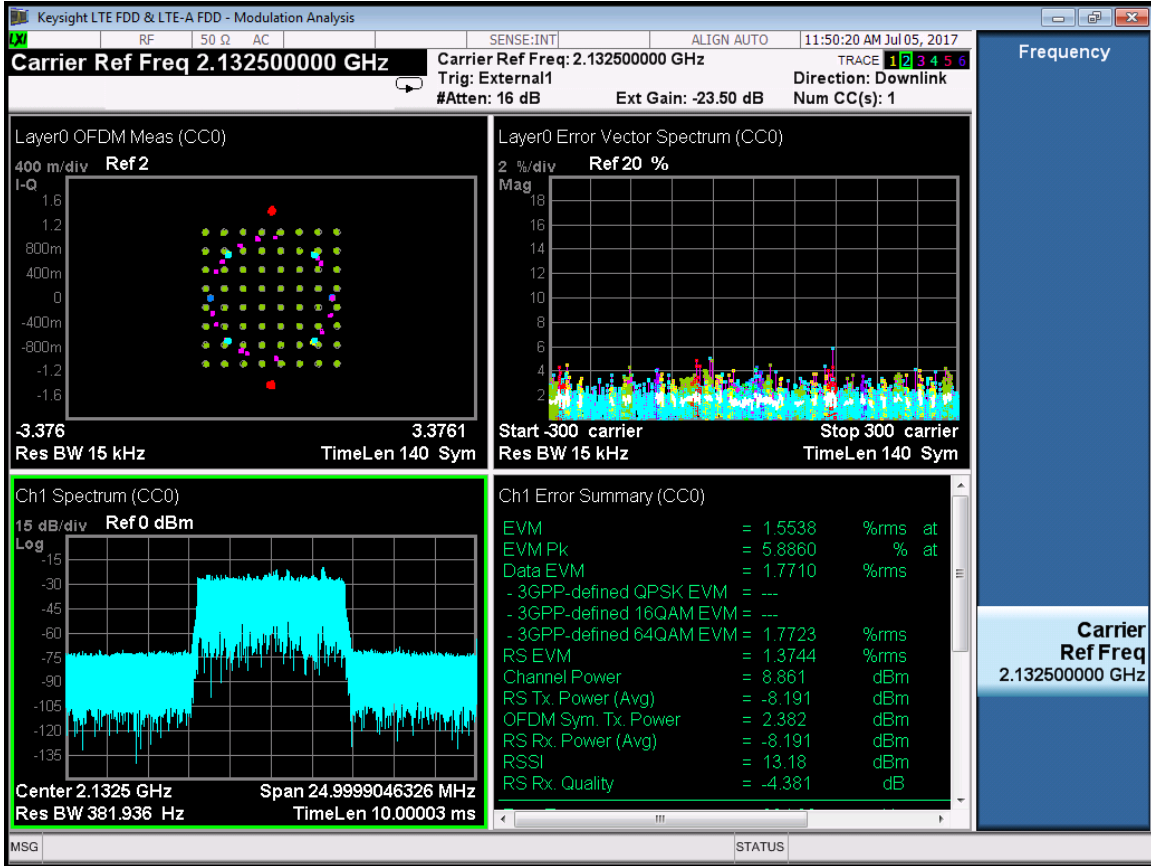 Keysight LTE FDD & LTE-A FDD - Modulation Analysis
LXI RF 50 Ω AC SENSE:INT ALIGN AUTO 11:50:20 AM Jul 05, 2017
Carrier Ref Freq 2.132500000 GHz
Carrier Ref Freq: 2.132500000 GHz
Trig: External1
#Atten: 16 dB Ext Gain: -23.50 dB
TRACE 1 2 3 4 5 6
Direction: Downlink
Num CC(s): 1
Layer0 OFDM Meas (CC0)
400 m/div Ref 2
I-Q
1.6
1.2
800m
400m
0
-400m
-800m
-1.2
-1.6
-3.376 3.3761
Res BW 15 kHz TimeLen 140 Sym
Layer0 Error Vector Spectrum (CC0)
2 %/div Ref 20 %
Mag
18
16
14
12
10
8
6
4
2
Start -300 carrier Stop 300 carrier
Res BW 15 kHz TimeLen 140 Sym
Ch1 Spectrum (CC0)
15 dB/div Ref 0 dBm
Log
-15
-30
-45
-60
-75
-90
-105
-120
-135
Center 2.1325 GHz Span 24.9999046326 MHz
Res BW 381.936 Hz TimeLen 10.00003 ms
Ch1 Error Summary (CC0)
EVM = 1.5538 %rms at
EVM Pk = 5.8860 % at
Data EVM = 1.7710 %rms
- 3GPP-defined QPSK EVM = ---
- 3GPP-defined 16QAM EVM = ---
- 3GPP-defined 64QAM EVM = 1.7723 %rms
RS EVM = 1.3744 %rms
Channel Power = 8.861 dBm
RS Tx. Power (Avg) = -8.191 dBm
OFDM Sym. Tx. Power = 2.382 dBm
RS Rx. Power (Avg) = -8.191 dBm
RSSI = 13.18 dBm
RS Rx. Quality = -4.381 dB
Frequency
Carrier
Ref Freq
2.132500000 GHz
MSG STATUS